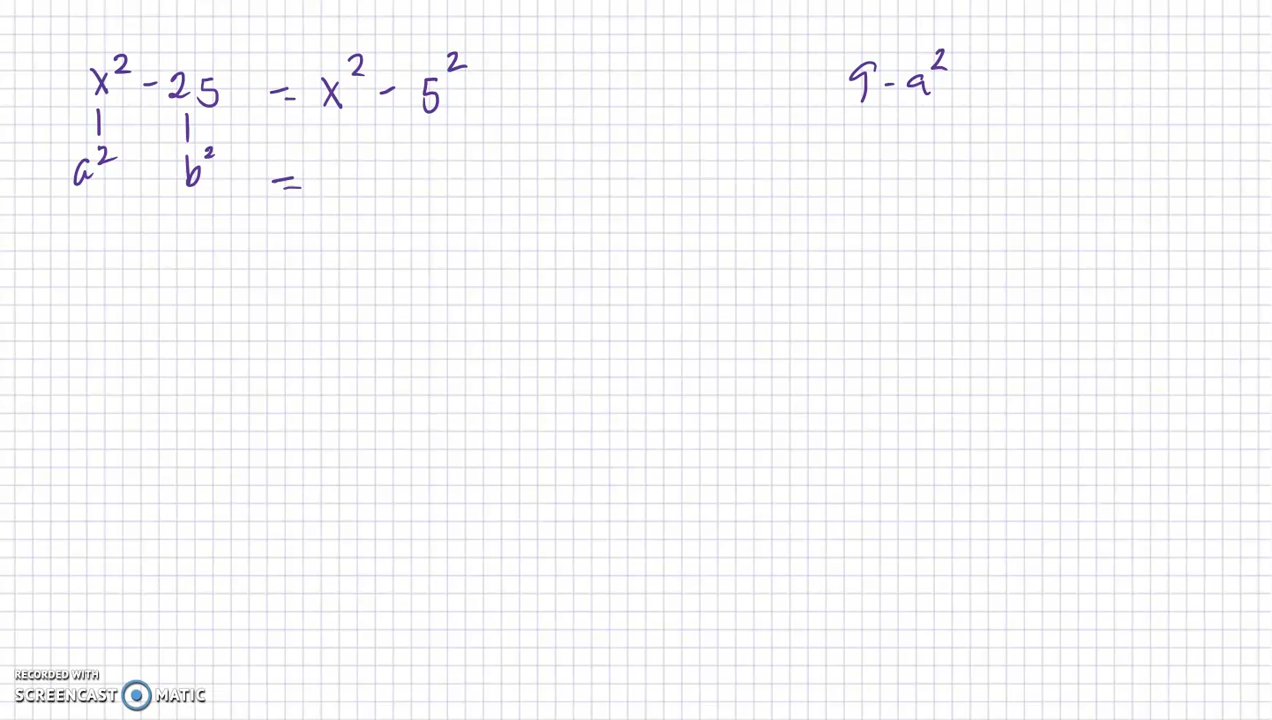 x² - 25 = x² - 5²
a² b² =
9 - a²
RECORDED WITH
SCREENCAST MATIC